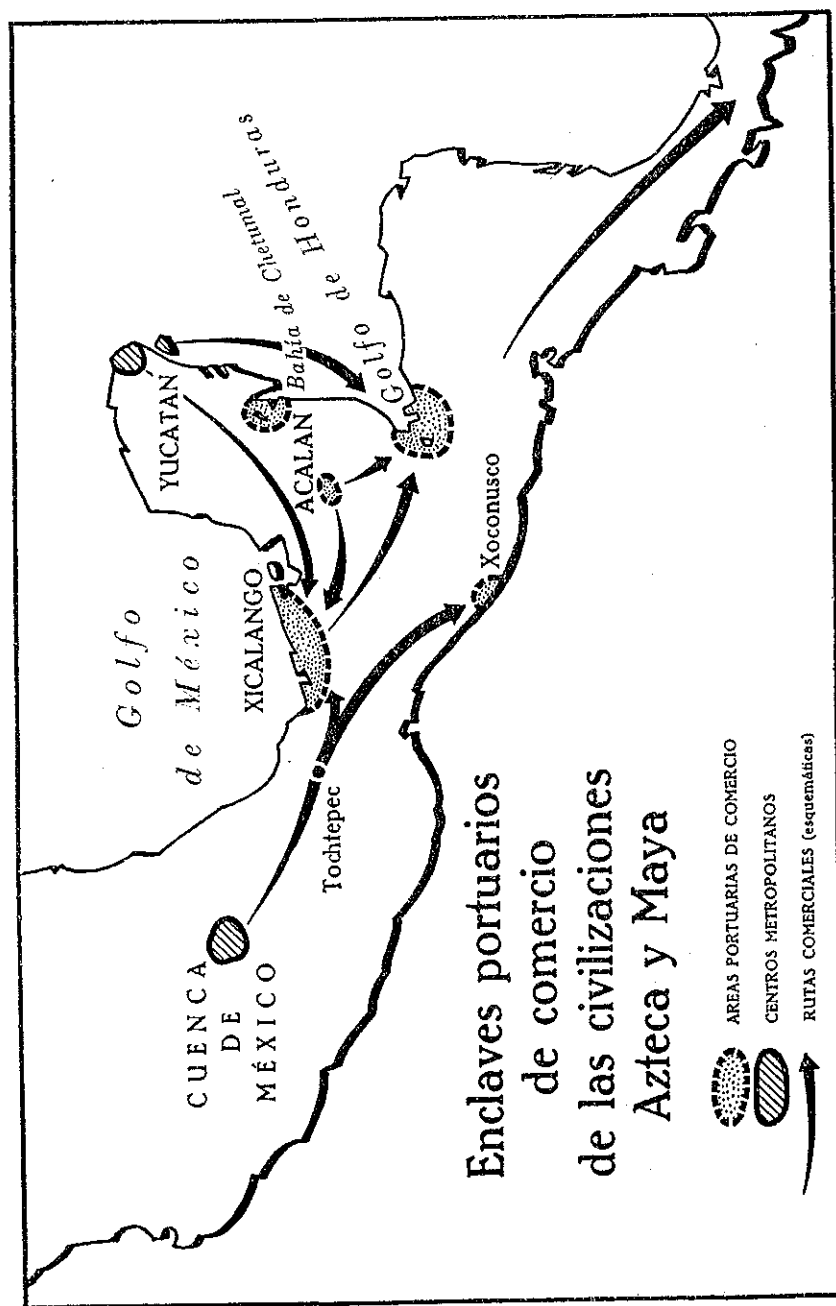 Golfo
de México
YUCATAN
Bahía de Chetumal
Golfo de Honduras
XICALANGO
ACALAN
CUENCA
DE
MÉXICO
Tochtepec
Xoconusco
Enclaves portuarios
de comercio
de las civilizaciones
Azteca y Maya
AREAS PORTUARIAS DE COMERCIO
CENTROS METROPOLITANOS
RUTAS COMERCIALES (esquemáticas)